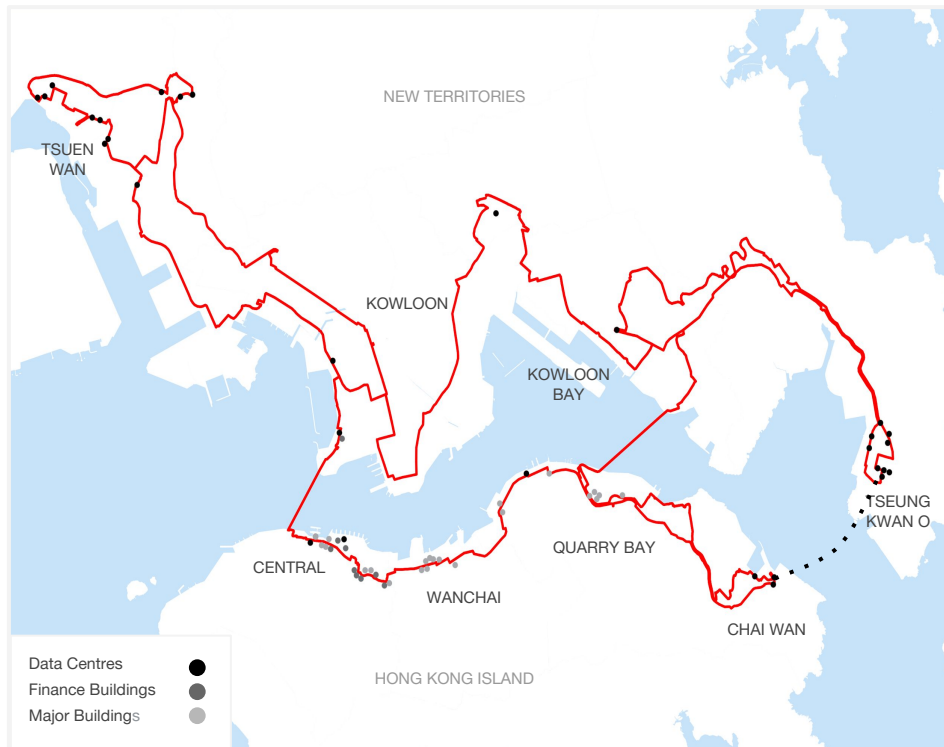 NEW TERRITORIES
TSUEN
WAN
KOWLOON
KOWLOON
BAY
TSEUNG
KWAN O
QUARRY BAY
CENTRAL
WANCHAI
CHAI WAN
HONG KONG ISLAND
Data Centres
Finance Buildings
Major Buildings